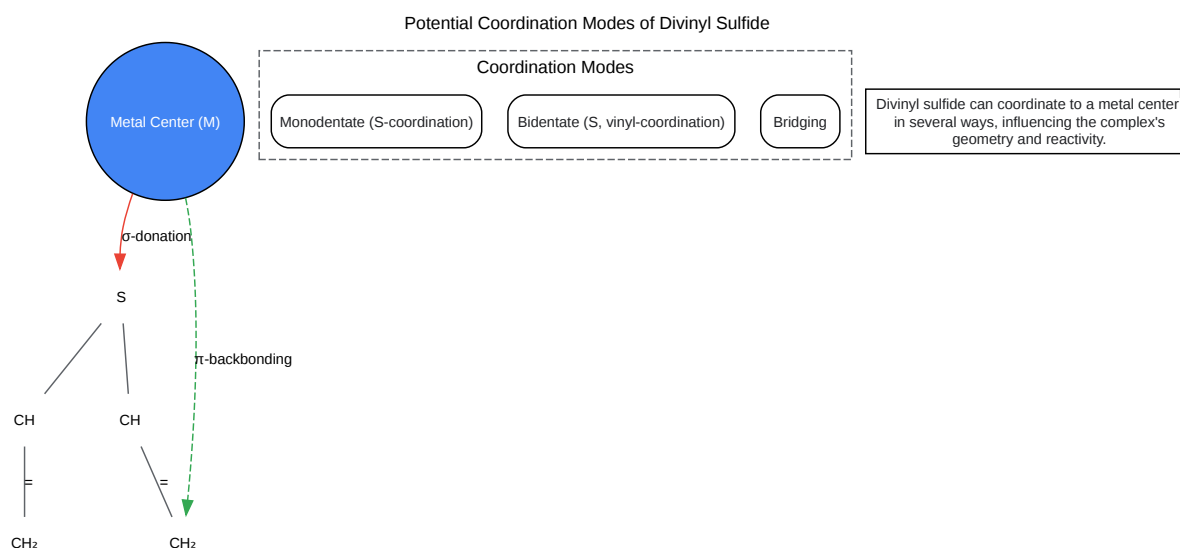 Potential Coordination Modes of Divinyl Sulfide
Coordination Modes
Metal Center (M)
Monodentate (S-coordination)
Bidentate (S, vinyl-coordination)
Bridging
Divinyl sulfide can coordinate to a metal center
in several ways, influencing the complex's
geometry and reactivity.
σ-donation
S
π-backbonding
CH
CH
=
=
CH₂
CH₂